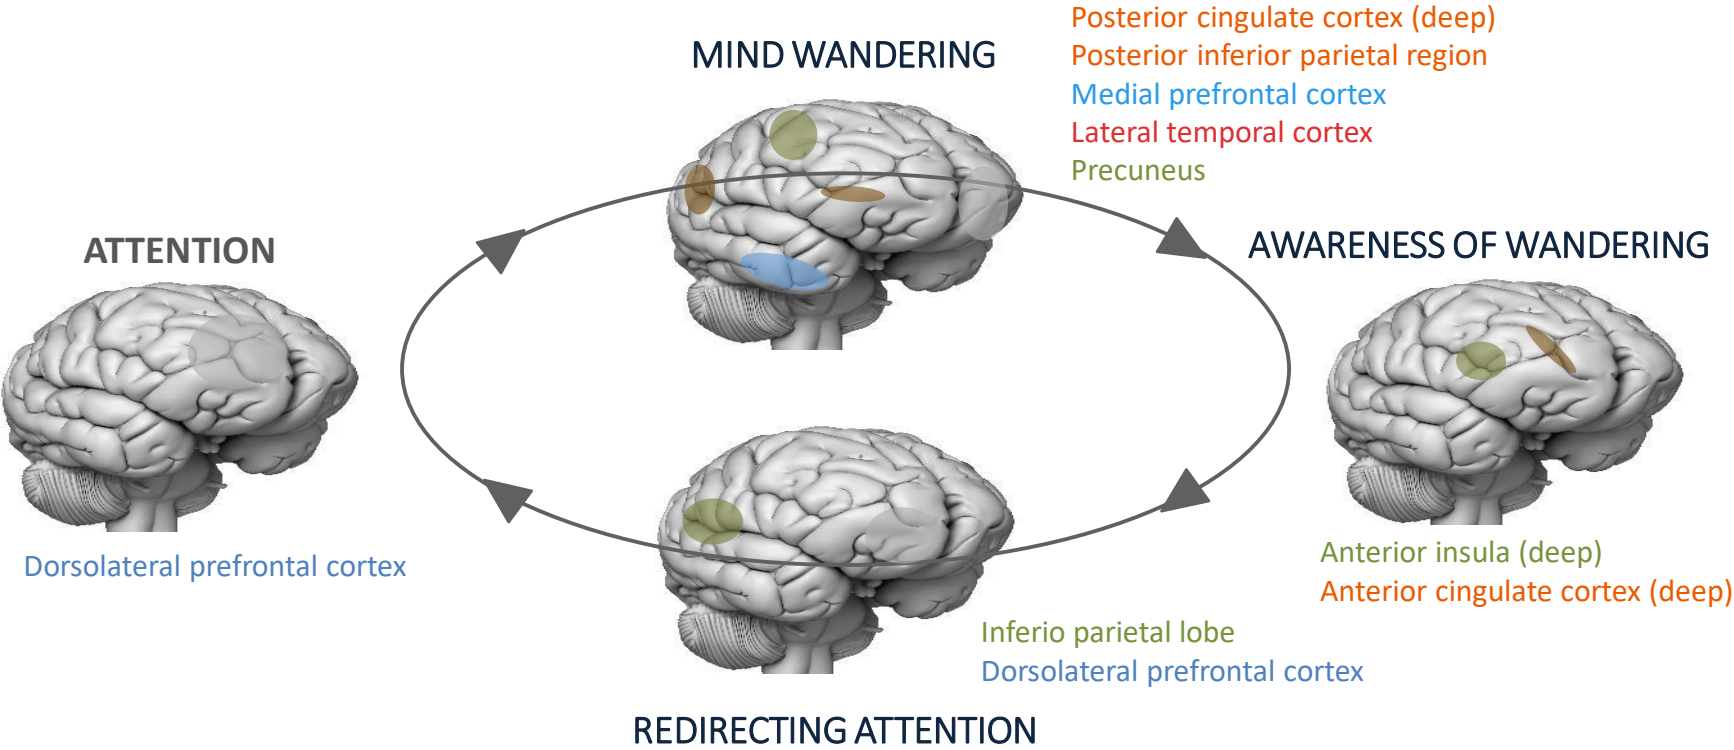 MIND WANDERING
Posterior cingulate cortex (deep)
Posterior inferior parietal region
Medial prefrontal cortex
Lateral temporal cortex
Precuneus
ATTENTION
Dorsolateral prefrontal cortex
AWARENESS OF WANDERING
Anterior insula (deep)
Anterior cingulate cortex (deep)
Inferio parietal lobe
Dorsolateral prefrontal cortex
REDIRECTING ATTENTION